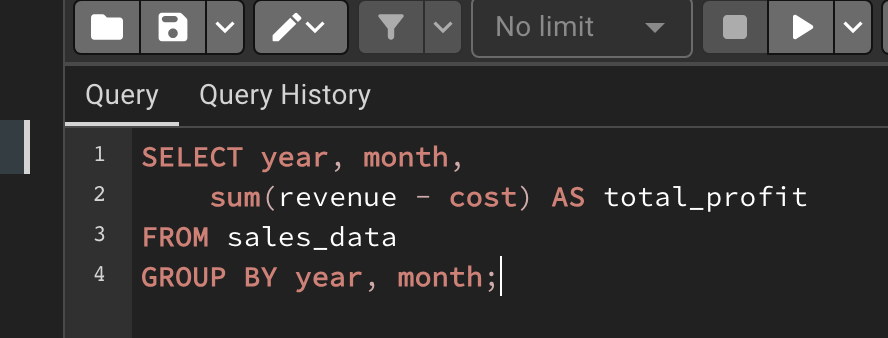 No limit
Query Query History
1 SELECT year, month,
2 sum(revenue - cost) AS total_profit
3 FROM sales_data
4 GROUP BY year, month;